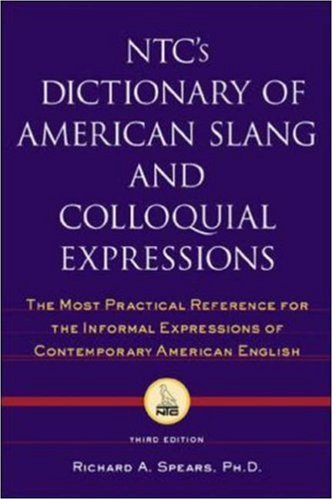 NTC's
DICTIONARY OF
AMERICAN SLANG
AND
COLLOQUIAL
EXPRESSIONS
THE MOST PRACTICAL REFERENCE FOR
THE INFORMAL EXPRESSIONS OF
CONTEMPORARY AMERICAN ENGLISH
NTC
THIRD EDITION
RICHARD A. SPEARS, PH.D.